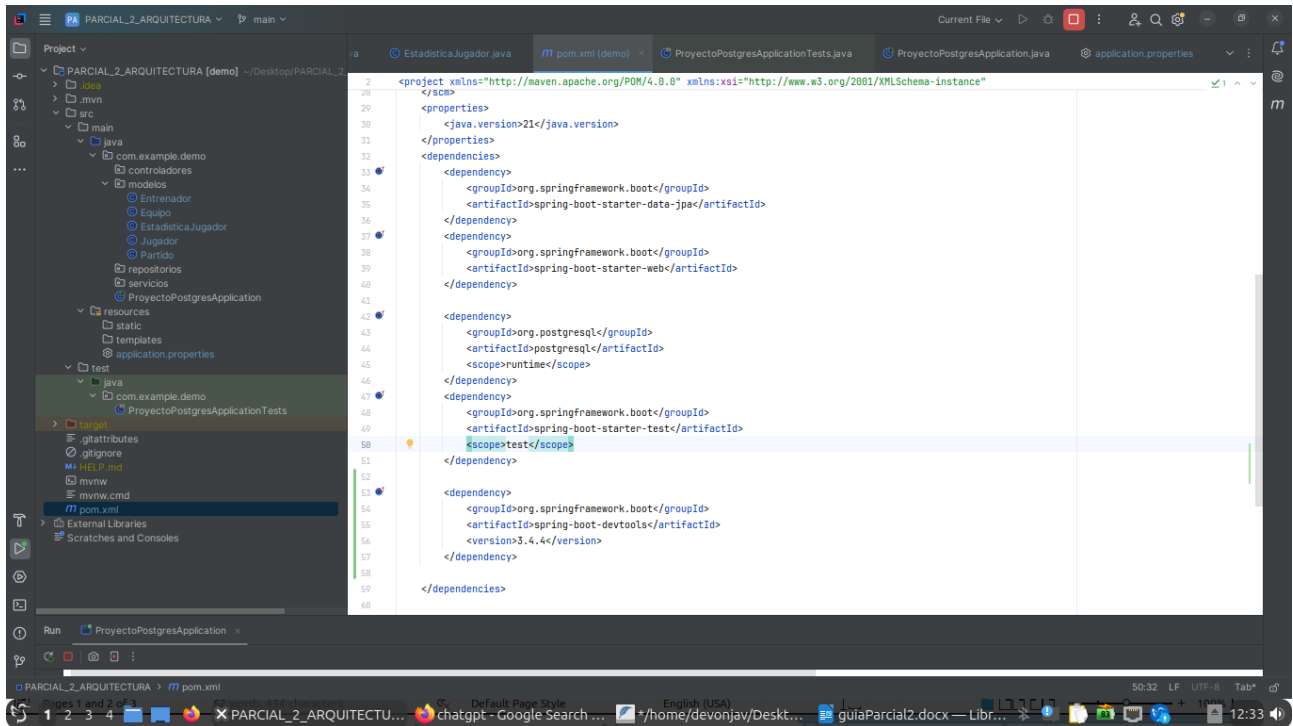 PA PARCIAL_2_ARQUITECTURA main Current File
Project
EstadisticaJugador.java pom.xml (demo) ProyectoPostgresApplicationTests.java ProyectoPostgresApplication.java application.properties
PARCIAL_2_ARQUITECTURA [demo] ~/Desktop/PARCIAL_2_
.idea
.mvn
src
main
java
com.example.demo
controladores
modelos
Entrenador
Equipo
EstadisticaJugador
Jugador
Partido
repositorios
servicios
ProyectoPostgresApplication
resources
static
templates
application.properties
test
java
com.example.demo
ProyectoPostgresApplicationTests
target
.gitattributes
.gitignore
HELP.md
mvnw
mvnw.cmd
pom.xml
External Libraries
Scratches and Consoles
2 <project xmlns="http://maven.apache.org/POM/4.0.0" xmlns:xsi="http://www.w3.org/2001/XMLSchema-instance" 1
28 </scm>
29 <properties>
30 <java.version>21</java.version>
31 </properties>
32 <dependencies>
33 <dependency>
34 <groupId>org.springframework.boot</groupId>
35 <artifactId>spring-boot-starter-data-jpa</artifactId>
36 </dependency>
37 <dependency>
38 <groupId>org.springframework.boot</groupId>
39 <artifactId>spring-boot-starter-web</artifactId>
40 </dependency>
41
42 <dependency>
43 <groupId>org.postgresql</groupId>
44 <artifactId>postgresql</artifactId>
45 <scope>runtime</scope>
46 </dependency>
47 <dependency>
48 <groupId>org.springframework.boot</groupId>
49 <artifactId>spring-boot-starter-test</artifactId>
50 <scope>test</scope>
51 </dependency>
52
53 <dependency>
54 <groupId>org.springframework.boot</groupId>
55 <artifactId>spring-boot-devtools</artifactId>
56 <version>3.4.4</version>
57 </dependency>
58
59 </dependencies>
60
Run ProyectoPostgresApplication
PARCIAL_2_ARQUITECTURA > pom.xml 50:32 LF UTF-8 Tab*
1 2 3 4 PARCIAL_2_ARQUITECTU... chatgpt - Google Search ... */home/devonjav/Deskt... guiaParcial2.docx — Libr... 12:33